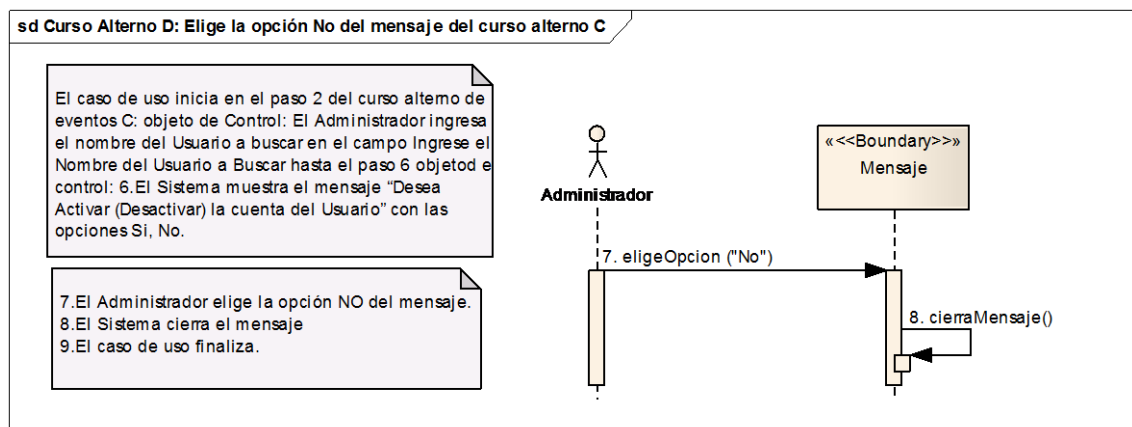 sd Curso Alterno D: Elige la opción No del mensaje del curso alterno C
El caso de uso inicia en el paso 2 del curso alterno de
eventos C: objeto de Control: El Administrador ingresa
el nombre del Usuario a buscar en el campo Ingrese el
Nombre del Usuario a Buscar hasta el paso 6 objetod e
control: 6.El Sistema muestra el mensaje “Desea
Activar (Desactivar) la cuenta del Usuario” con las
opciones Si, No.
7.El Administrador elige la opción NO del mensaje.
8.El Sistema cierra el mensaje
9.El caso de uso finaliza.
Administrador
«<<Boundary>>»
Mensaje
7. eligeOpcion ("No")
8. cierraMensaje()